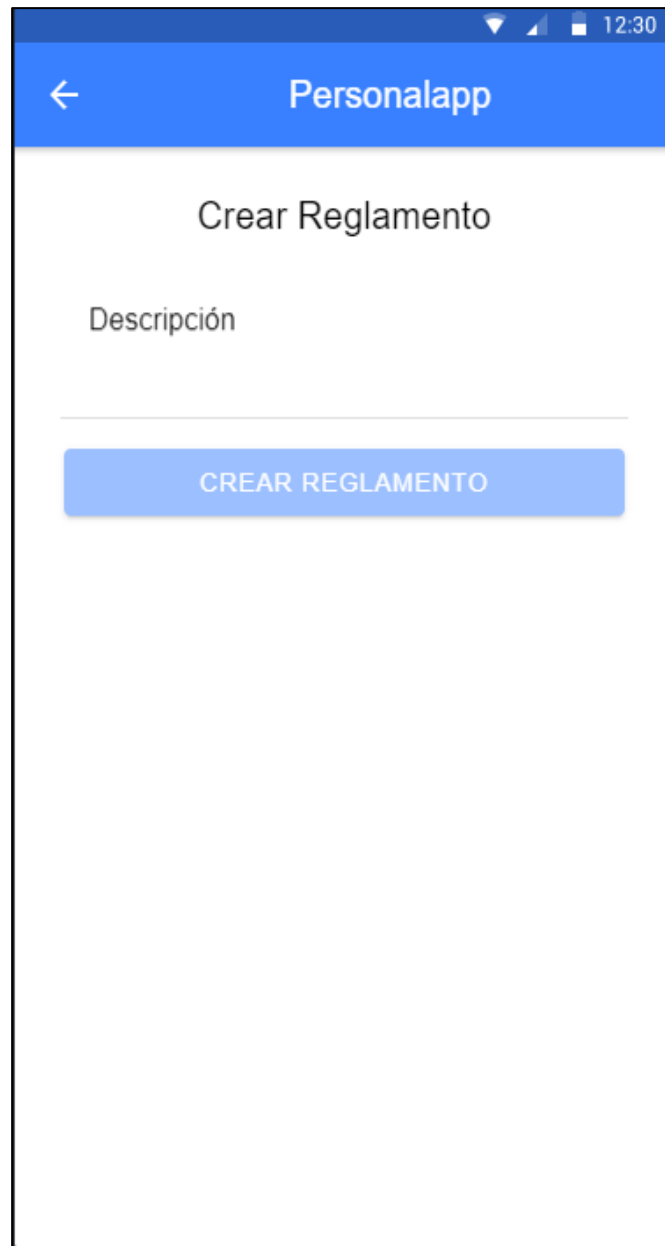 12:30
Personalapp
Crear Reglamento
Descripción
CREAR REGLAMENTO